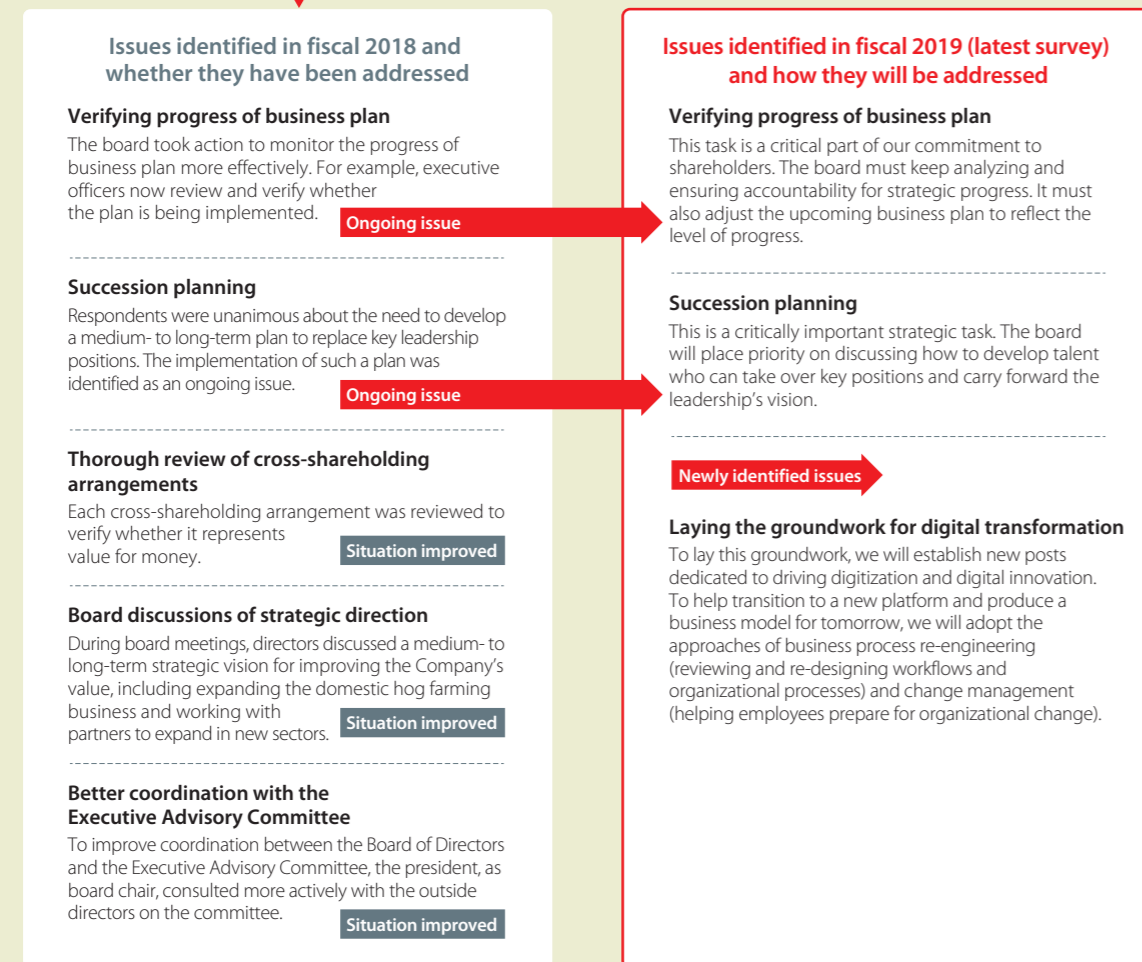 Issues identified in fiscal 2018 and
whether they have been addressed
Verifying progress of business plan
The board took action to monitor the progress of
business plan more effectively. For example, executive
officers now review and verify whether
the plan is being implemented.
Ongoing issue
Succession planning
Respondents were unanimous about the need to develop
a medium- to long-term plan to replace key leadership
positions. The implementation of such a plan was
identified as an ongoing issue.
Ongoing issue
Thorough review of cross-shareholding
arrangements
Each cross-shareholding arrangement was reviewed to
verify whether it represents
value for money.
Situation improved
Board discussions of strategic direction
During board meetings, directors discussed a medium- to
long-term strategic vision for improving the Company's
value, including expanding the domestic hog farming
business and working with
partners to expand in new sectors.
Situation improved
Better coordination with the
Executive Advisory Committee
To improve coordination between the Board of Directors
and the Executive Advisory Committee, the president, as
board chair, consulted more actively with the outside
directors on the committee.
Situation improved
Issues identified in fiscal 2019 (latest survey)
and how they will be addressed
Verifying progress of business plan
This task is a critical part of our commitment to
shareholders. The board must keep analyzing and
ensuring accountability for strategic progress. It must
also adjust the upcoming business plan to reflect the
level of progress.
Succession planning
This is a critically important strategic task. The board
will place priority on discussing how to develop talent
who can take over key positions and carry forward the
leadership's vision.
Newly identified issues
Laying the groundwork for digital transformation
To lay this groundwork, we will establish new posts
dedicated to driving digitization and digital innovation.
To help transition to a new platform and produce a
business model for tomorrow, we will adopt the
approaches of business process re-engineering
(reviewing and re-designing workflows and
organizational processes) and change management
(helping employees prepare for organizational change).